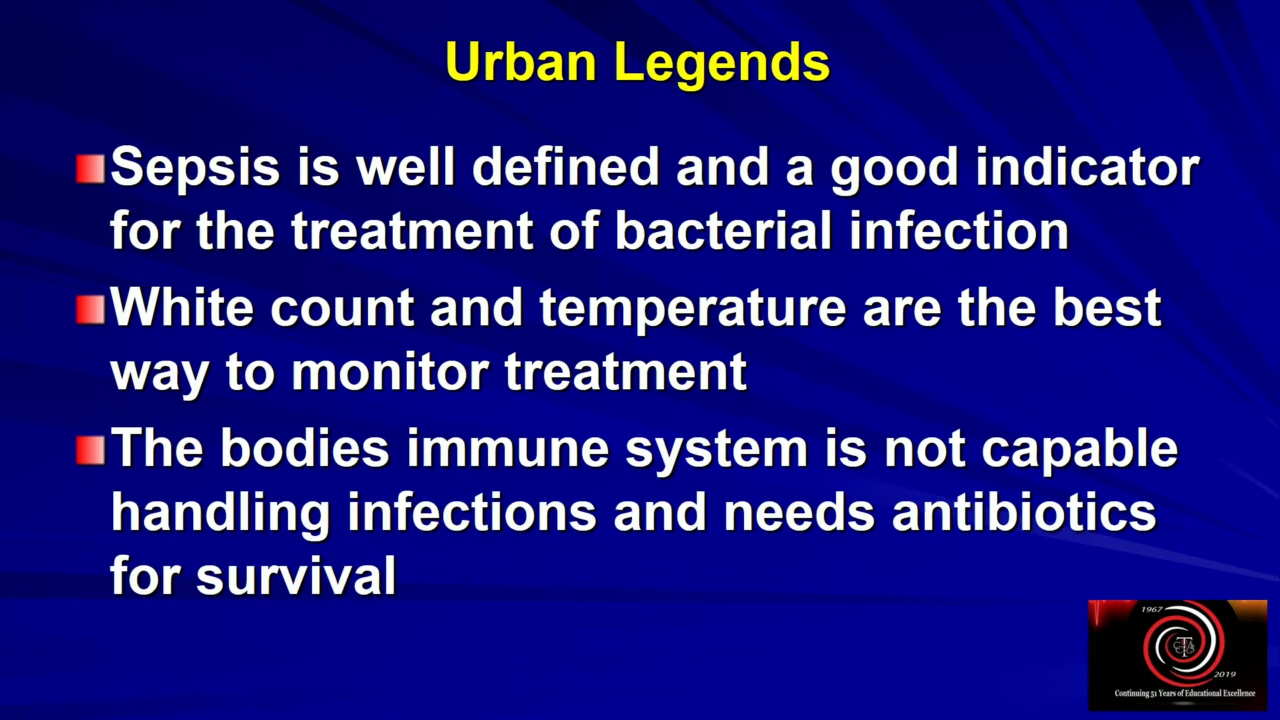 Urban Legends
Sepsis is well defined and a good indicator
for the treatment of bacterial infection
White count and temperature are the best
way to monitor treatment
The bodies immune system is not capable
handling infections and needs antibiotics
for survival
1967
2019
Continuing 51 Years of Educational Excellence